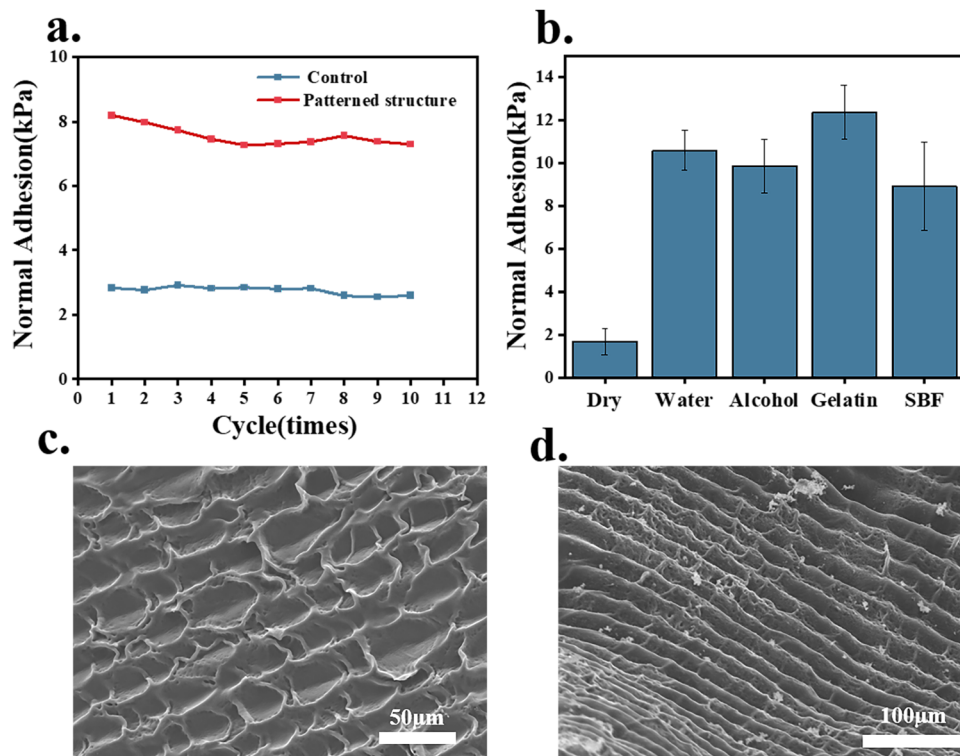 a.
Normal Adhesion(kPa)
10
8
6
4
2
0
Control
Patterned structure
0 1 2 3 4 5 6 7 8 9 10 11 12
Cycle(times)
b.
Normal Adhesion(kPa)
14
12
10
8
6
4
2
0
Dry Water Alcohol Gelatin SBF
c.
50μm
d.
100μm